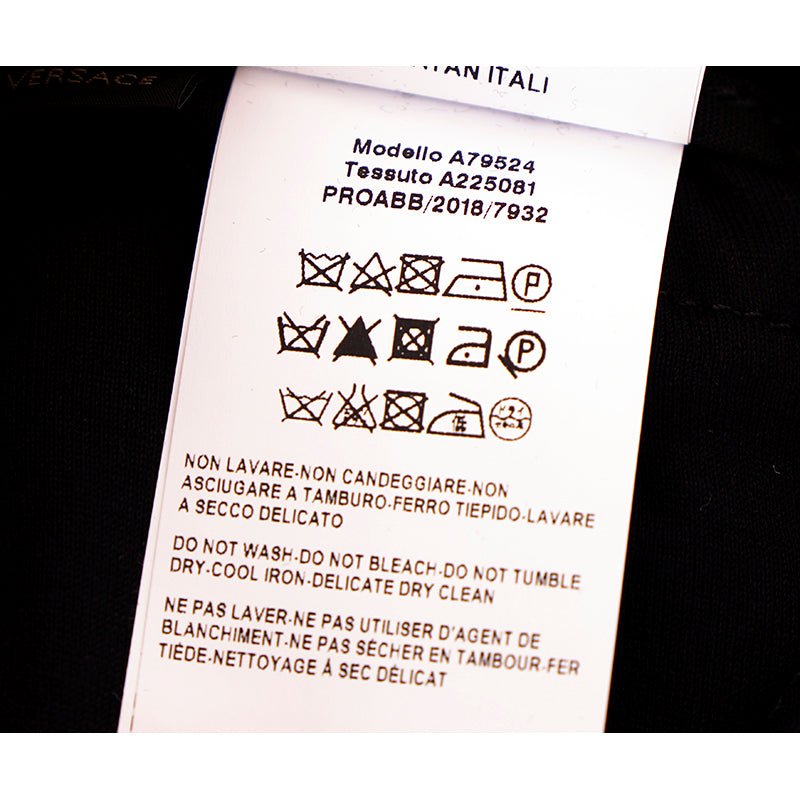 VERSACE
ITALI
Modello A79524
Tessuto A225081
PROABB/2018/7932
P
P
NON LAVARE-NON CANDEGGIARE-NON
ASCIUGARE A TAMBURO-FERRO TIEPIDO-LAVARE
A SECCO DELICATO
DO NOT WASH-DO NOT BLEACH-DO NOT TUMBLE
DRY-COOL IRON-DELICATE DRY CLEAN
NE PAS LAVER-NE PAS UTILISER D'AGENT DE
BLANCHIMENT-NE PAS SÉCHER EN TAMBOUR-FER
TIÈDE-NETTOYAGE À SEC DÉLICAT